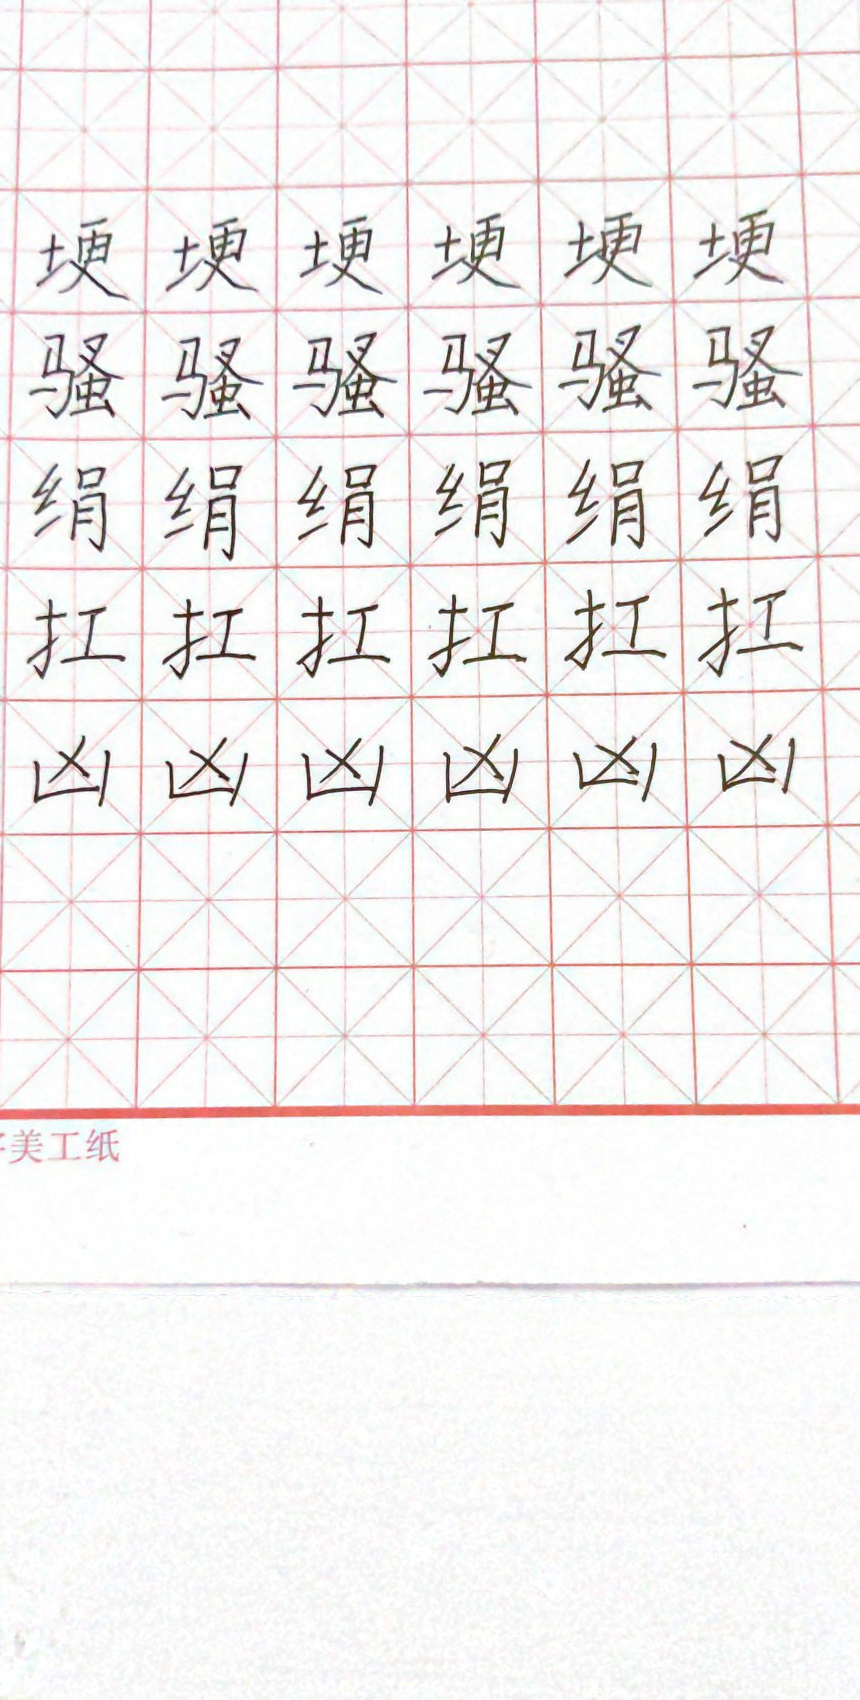 埂 埂 埂 埂 埂 埂
骚 骚 骚 骚 骚 骚
绢 绢 绢 绢 绢 绢
扛 扛 扛 扛 扛 扛
凶 凶 凶 凶 凶 凶
美工纸